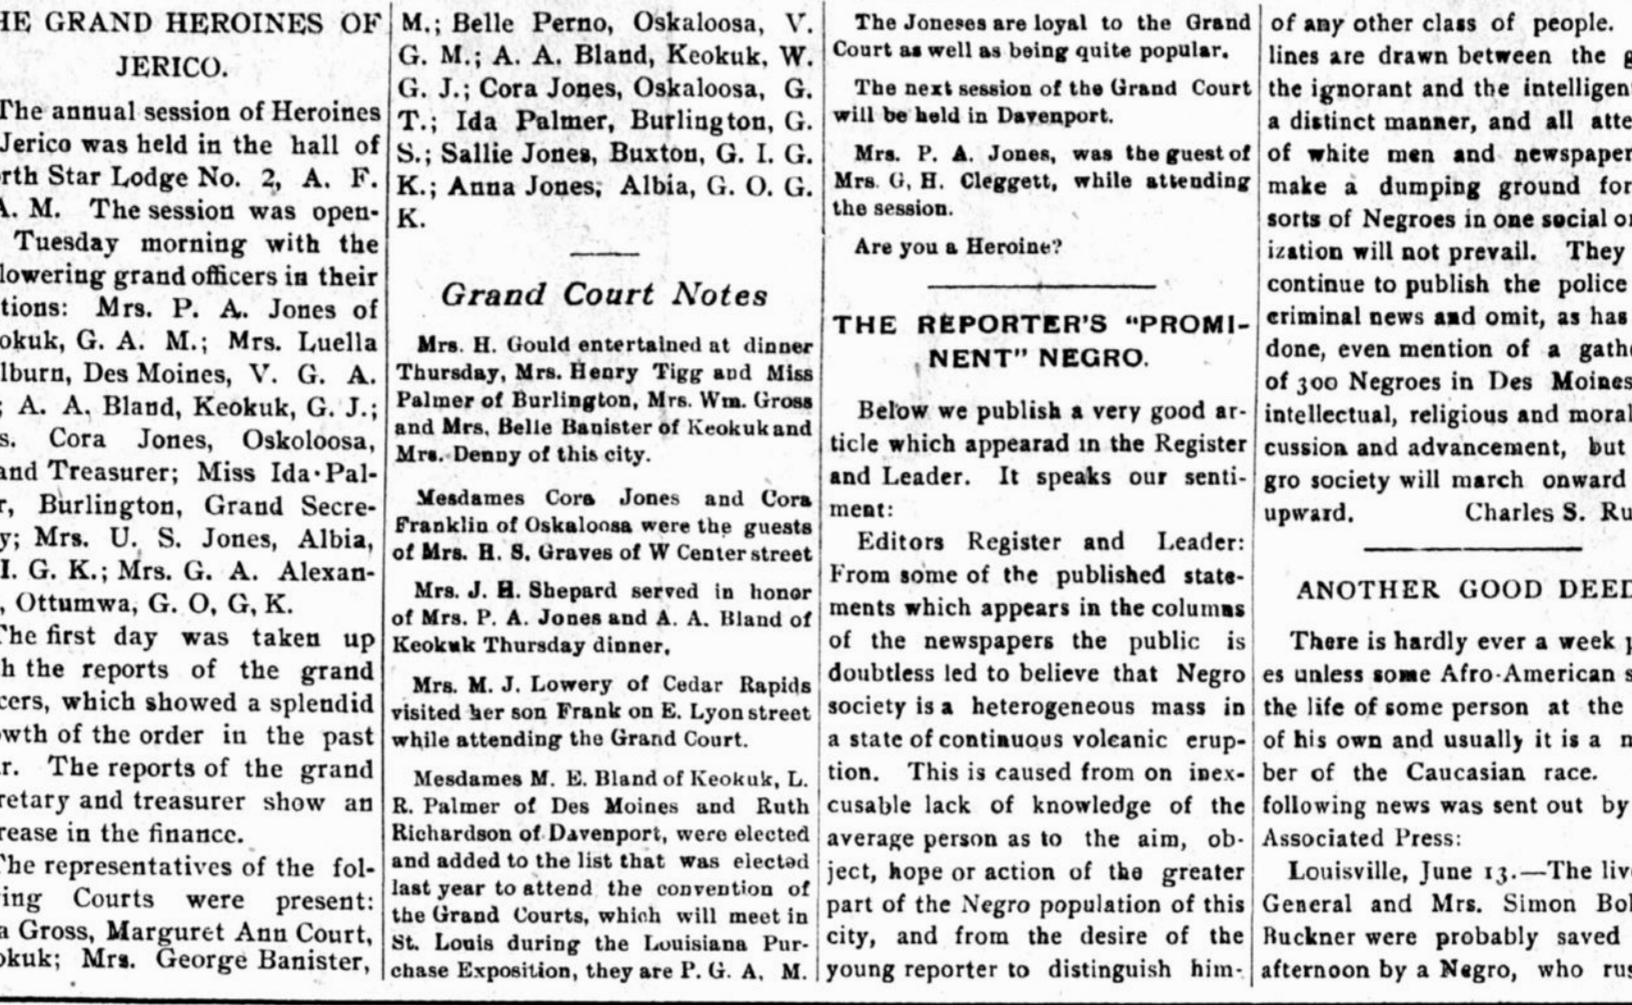 HE GRAND HEROINES OF
JERICO.
The annual session of Heroines
Jerico was held in the hall of
rth Star Lodge No. 2, A. F.
A. M. The session was open-
Tuesday morning with the
lowering grand officers in their
tions: Mrs. P. A. Jones of
okuk, G. A. M.; Mrs. Luella
lburn, Des Moines, V. G. A.
; A. A. Bland, Keokuk, G. J.;
s. Cora Jones, Oskoloosa,
and Treasurer; Miss Ida Pal-
r, Burlington, Grand Secre-
y; Mrs. U. S. Jones, Albia,
I. G. K.; Mrs. G. A. Alexan-
, Ottumwa, G. O, G, K.
The first day was taken up
h the reports of the grand
cers, which showed a splendid
wth of the order in the past
r. The reports of the grand
retary and treasurer show an
rease in the finance.
The representatives of the fol-
ing Courts were present:
a Gross, Marguret Ann Court,
okuk; Mrs. George Banister,
M.; Belle Perno, Oskaloosa, V.
G. M.; A. A. Bland, Keokuk, W.
G. J.; Cora Jones, Oskaloosa, G.
T.; Ida Palmer, Burlington, G.
S.; Sallie Jones, Buxton, G. I. G.
K.; Anna Jones, Albia, G. O. G.
K.
Grand Court Notes
Mrs. H. Gould entertained at dinner
Thursday, Mrs. Henry Tigg and Miss
Palmer of Burlington, Mrs. Wm. Gross
and Mrs. Belle Banister of Keokuk and
Mrs. Denny of this city.
Mesdames Cora Jones and Cora
Franklin of Oskaloosa were the guests
of Mrs. H. S. Graves of W Center street
Mrs. J. H. Shepard served in honor
of Mrs. P. A. Jones and A. A. Bland of
Keokuk Thursday dinner.
Mrs. M. J. Lowery of Cedar Rapids
visited her son Frank on E. Lyon street
while attending the Grand Court.
Mesdames M. E. Bland of Keokuk, L.
R. Palmer of Des Moines and Ruth
Richardson of Davenport, were elected
and added to the list that was elected
last year to attend the convention of
the Grand Courts, which will meet in
St. Louis during the Louisiana Pur-
chase Exposition, they are P. G. A. M.
The Joneses are loyal to the Grand
Court as well as being quite popular.
The next session of the Grand Court
will be held in Davenport.
Mrs. P. A. Jones, was the guest of
Mrs. G, H. Cleggett, while attending
the session.
Are you a Heroine?
THE REPORTER'S "PROMI-
NENT" NEGRO.
Below we publish a very good ar-
ticle which appearad in the Register
and Leader. It speaks our senti-
ment:
Editors Register and Leader:
From some of the published state-
ments which appears in the columns
of the newspapers the public is
doubtless led to believe that Negro
society is a heterogeneous mass in
a state of continuous volcanic erup-
tion. This is caused from on inex-
cusable lack of knowledge of the
average person as to the aim, ob-
ject, hope or action of the greater
part of the Negro population of this
city, and from the desire of the
young reporter to distinguish him-
of any other class of people.
lines are drawn between the g
the ignorant and the intelligen
a distinct manner, and all atte
of white men and newspaper
make a dumping ground for
sorts of Negroes in one social or
ization will not prevail. They
continue to publish the police
criminal news and omit, as has
done, even mention of a gath
of 300 Negroes in Des Moines
intellectual, religious and moral
cussion and advancement, but
gro society will march onward
upward. Charles S. Ru
ANOTHER GOOD DEED
There is hardly ever a week p
es unless some Afro-American s
the life of some person at the
of his own and usually it is a m
ber of the Caucasian race.
following news was sent out by
Associated Press:
Louisville, June 13.—The live
General and Mrs. Simon Bol
Buckner were probably saved
afternoon by a Negro, who rus